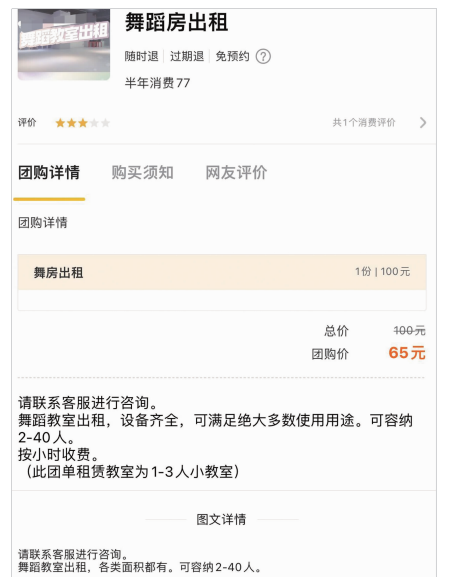 舞蹈教室出租
舞蹈房出租
随时退 过期退 免预约 ?
半年消费77
评价 共1个消费评价
团购详情 购买须知 网友评价
团购详情
舞房出租 1份 | 100元
总价 100元
团购价 65元
请联系客服进行咨询。
舞蹈教室出租，设备齐全，可满足绝大多数使用用途。可容纳
2-40人。
按小时收费。
（此团单租赁教室为1-3人小教室）
图文详情
请联系客服进行咨询。
舞蹈教室出租，各类面积都有。可容纳2-40人。